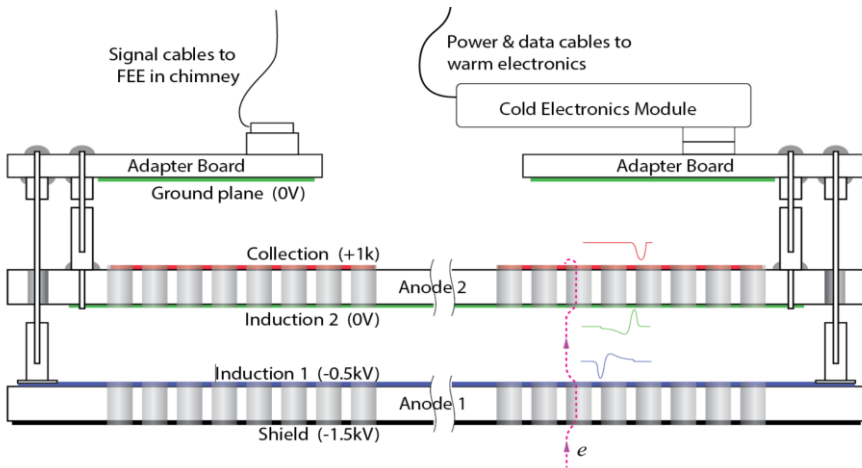 Signal cables to
FEE in chimney
Power & data cables to
warm electronics
Cold Electronics Module
Adapter Board
Adapter Board
Ground plane (0V)
Collection (+1k)
Anode 2
Induction 2 (0V)
Induction 1 (-0.5kV)
Anode 1
Shield (-1.5kV)
e